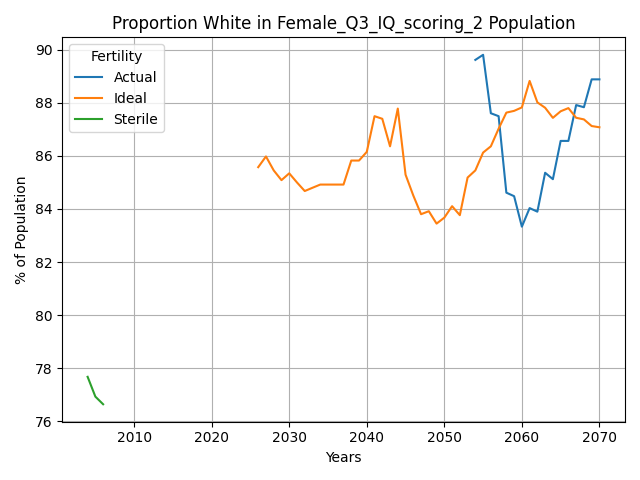 Proportion White in Female_Q3_IQ_scoring_2 Population
Fertility
Actual
Ideal
Sterile
% of Population
90
88
86
84
82
80
78
76
2010 2020 2030 2040 2050 2060 2070
Years